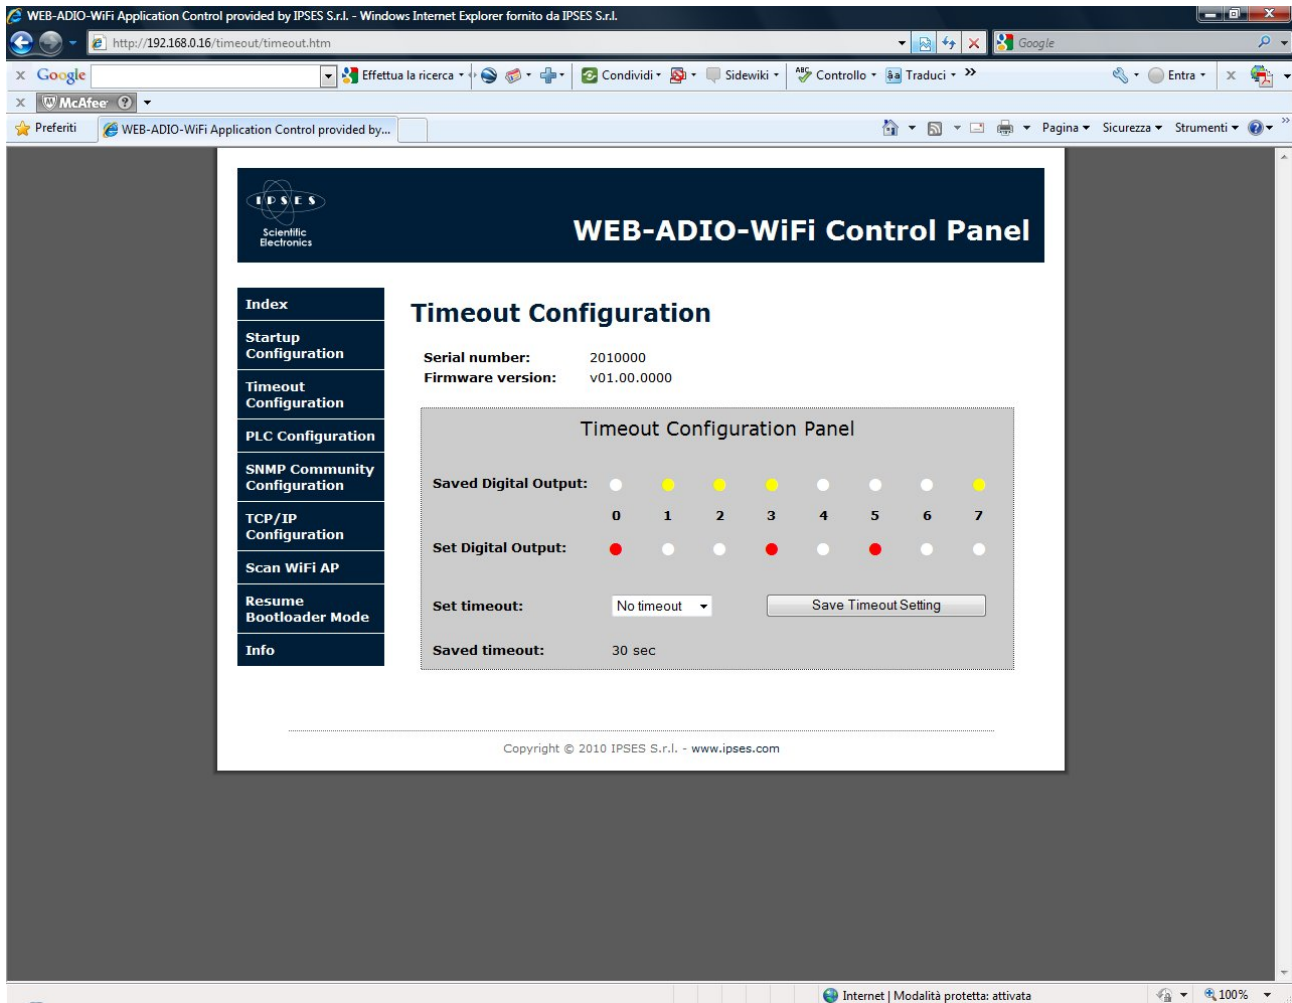 WEB-ADIO-WiFi Application Control provided by IPSES S.r.l. - Windows Internet Explorer fornito da IPSES S.r.l.
http://192.168.0.16/timeout/timeout.htm
Google
x Google Effettua la ricerca Condividi Sidewiki Controllo Traduci » Entra x
x McAfee
Preferiti WEB-ADIO-WiFi Application Control provided by... Pagina Sicurezza Strumenti »
IPSES
Scientific
Electronics
WEB-ADIO-WiFi Control Panel
Index
Startup
Configuration
Timeout
Configuration
PLC Configuration
SNMP Community
Configuration
TCP/IP
Configuration
Scan WiFi AP
Resume
Bootloader Mode
Info
Timeout Configuration
Serial number: 2010000
Firmware version: v01.00.0000
Timeout Configuration Panel
Saved Digital Output:
0 1 2 3 4 5 6 7
Set Digital Output:
Set timeout: No timeout Save Timeout Setting
Saved timeout: 30 sec
Copyright © 2010 IPSES S.r.l. - www.ipses.com
Internet | Modalità protetta: attivata 100%